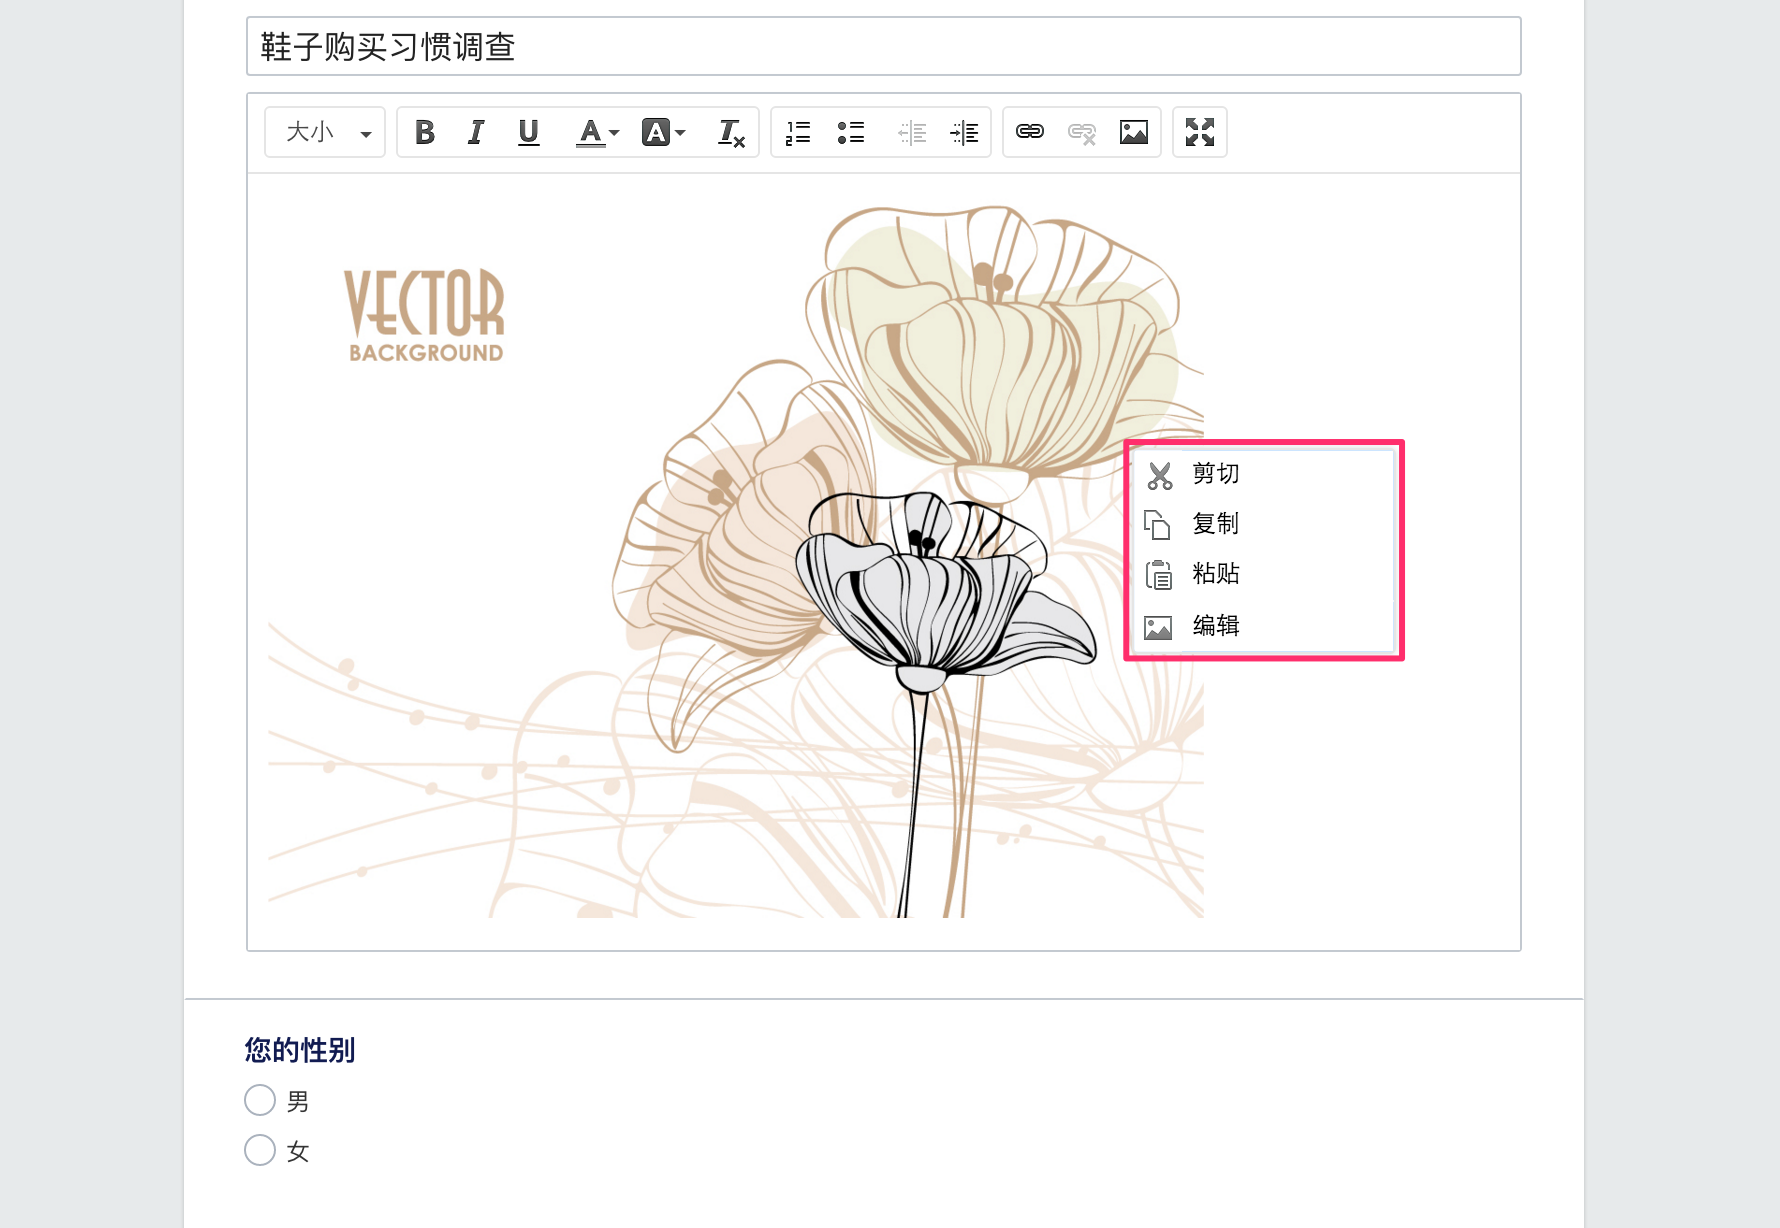 鞋子购买习惯调查
大小
B I U A A Tx
VECTOR
BACKGROUND
剪切
复制
粘贴
编辑
您的性别
男
女